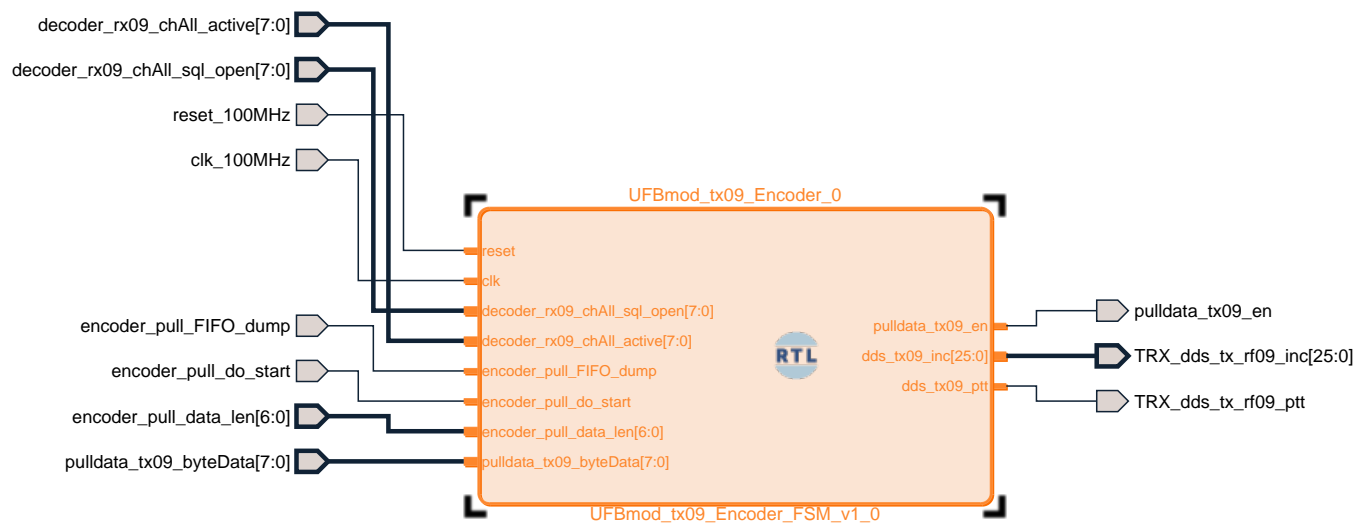 decoder_rx09_chAll_active[7:0]
decoder_rx09_chAll_sql_open[7:0]
reset_100MHz
clk_100MHz
encoder_pull_FIFO_dump
encoder_pull_do_start
encoder_pull_data_len[6:0]
pulldata_tx09_byteData[7:0]
UFBmod_tx09_Encoder_0
reset
clk
decoder_rx09_chAll_sql_open[7:0]
decoder_rx09_chAll_active[7:0]
encoder_pull_FIFO_dump
encoder_pull_do_start
encoder_pull_data_len[6:0]
pulldata_tx09_byteData[7:0]
RTL
pulldata_tx09_en
dds_tx09_inc[25:0]
dds_tx09_ptt
UFBmod_tx09_Encoder_FSM_v1_0
pulldata_tx09_en
TRX_dds_tx_rf09_inc[25:0]
TRX_dds_tx_rf09_ptt